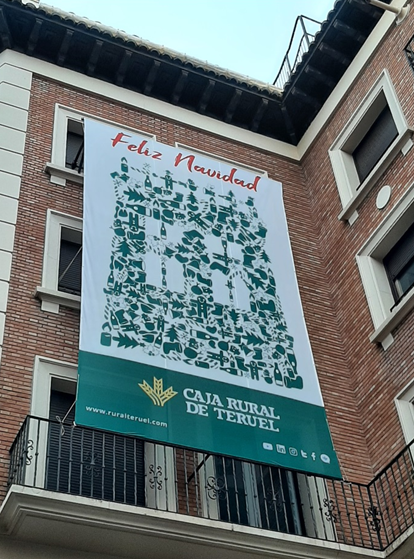 Feliz Navidad
CAJA RURAL
DE TERUEL
www.ruralteruel.com